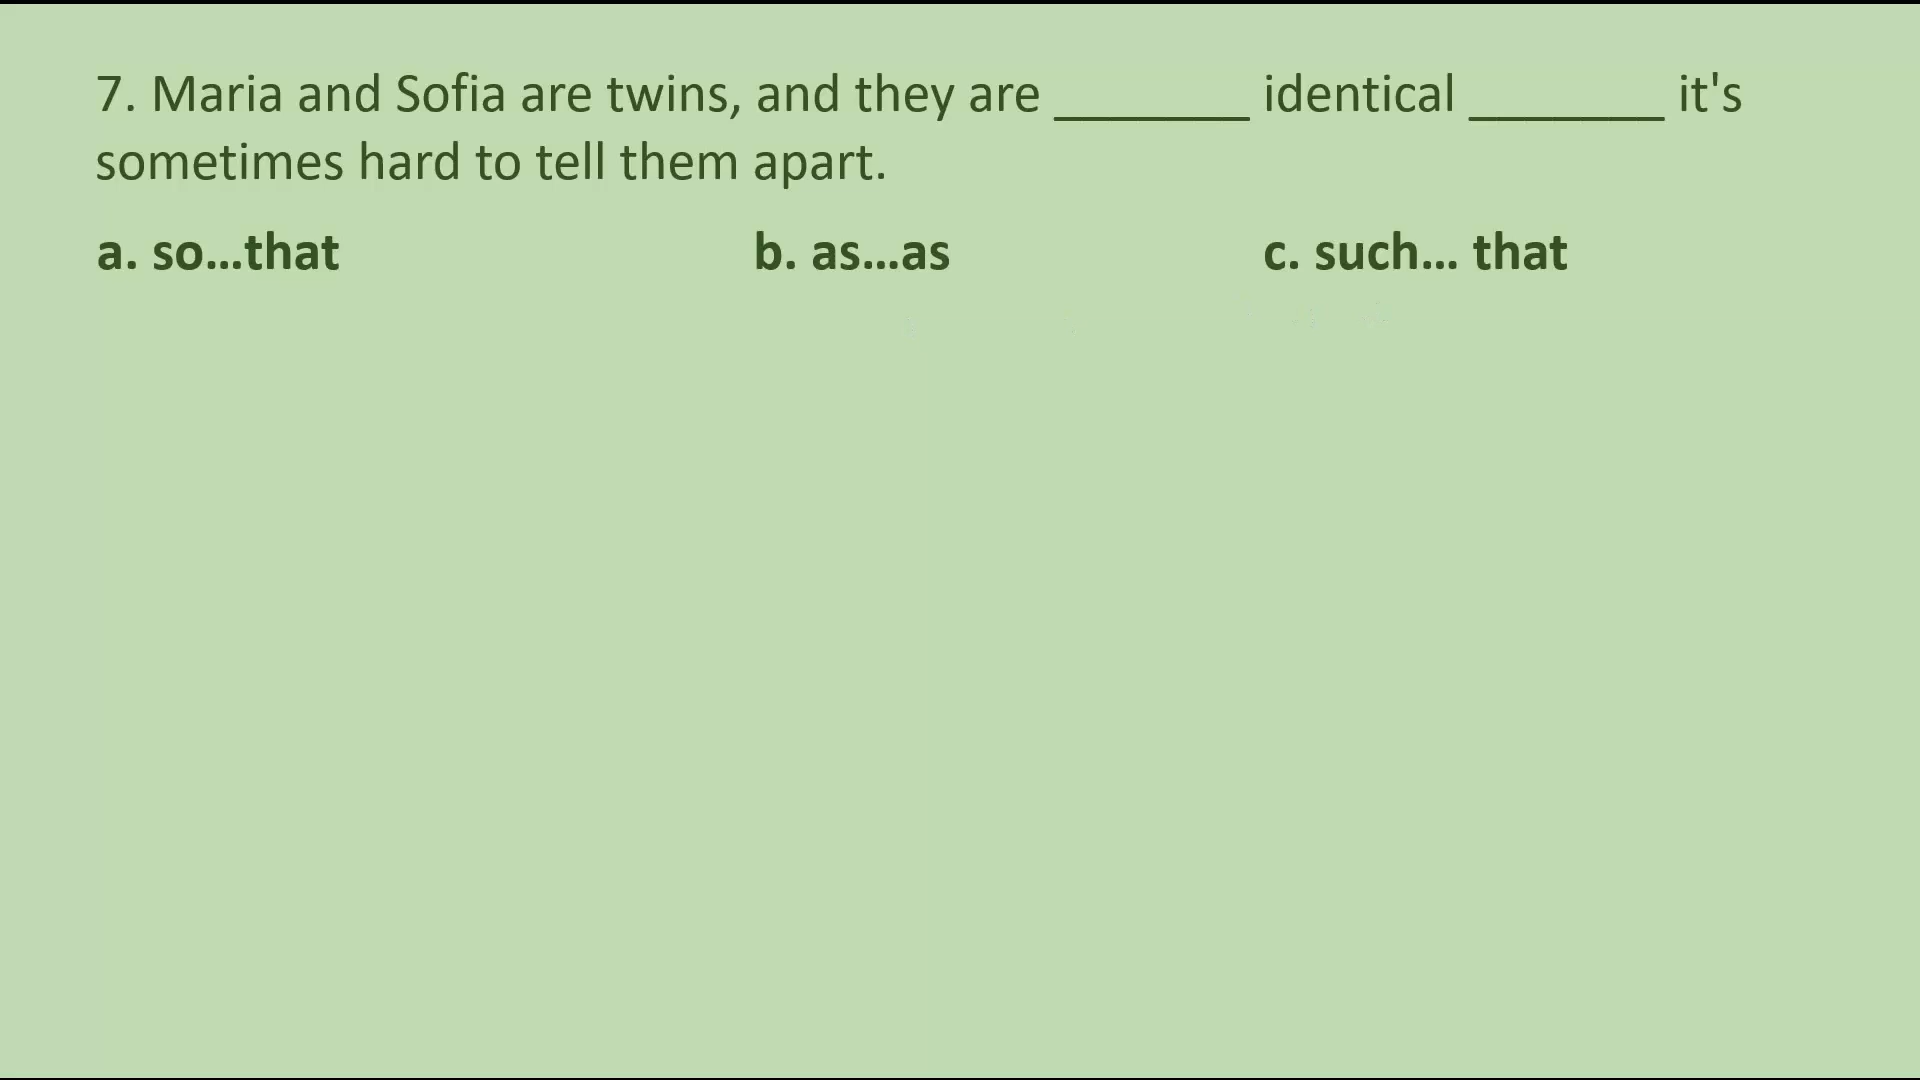 7. Maria and Sofia are twins, and they are _______ identical _______ it's
sometimes hard to tell them apart.
a. so...that b. as...as c. such... that